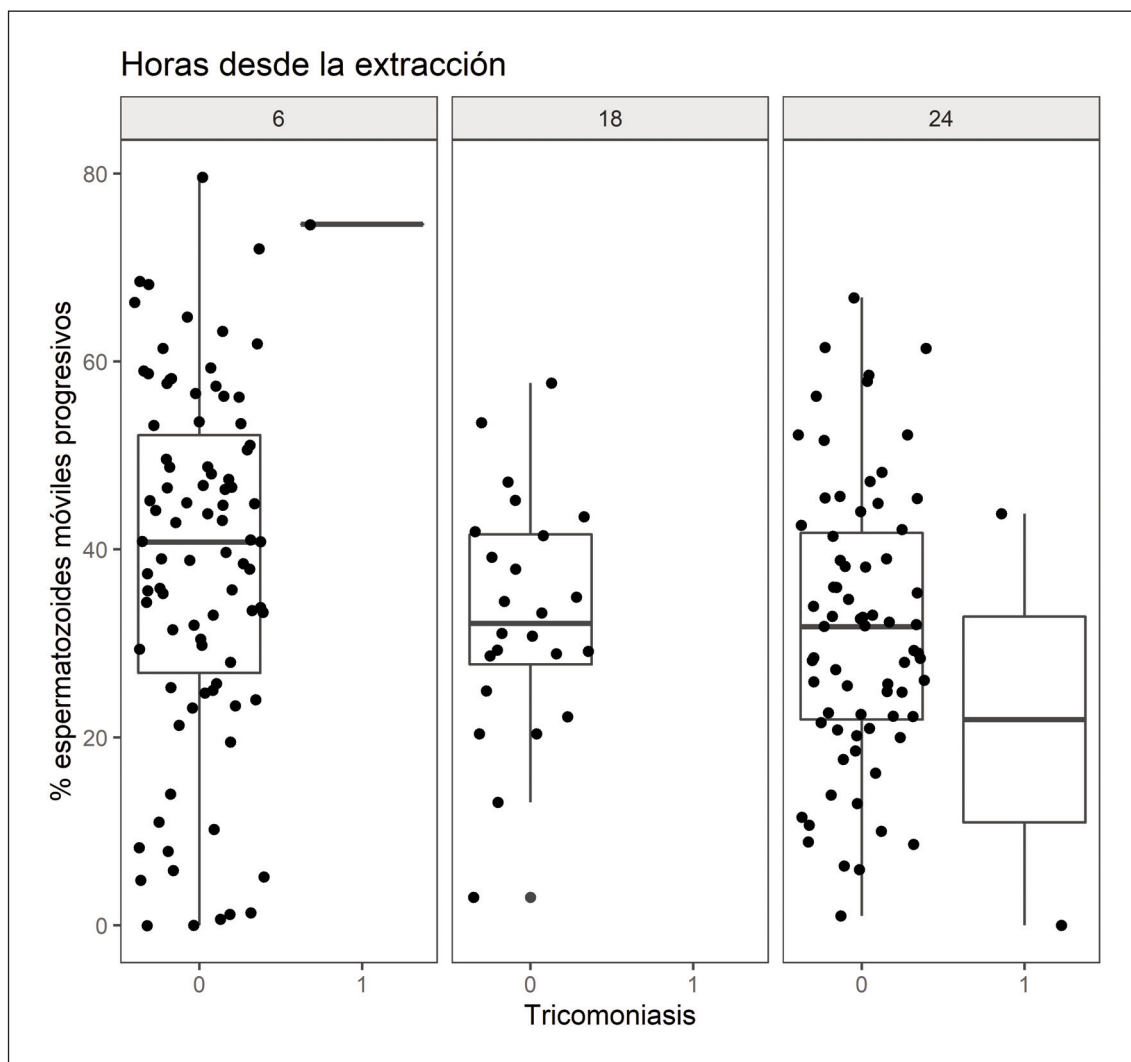 Horas desde la extracción
6 18 24
% espermatozoides móviles progresivos
80
60
40
20
0
0 1 0 1 0 1
Tricomoniasis